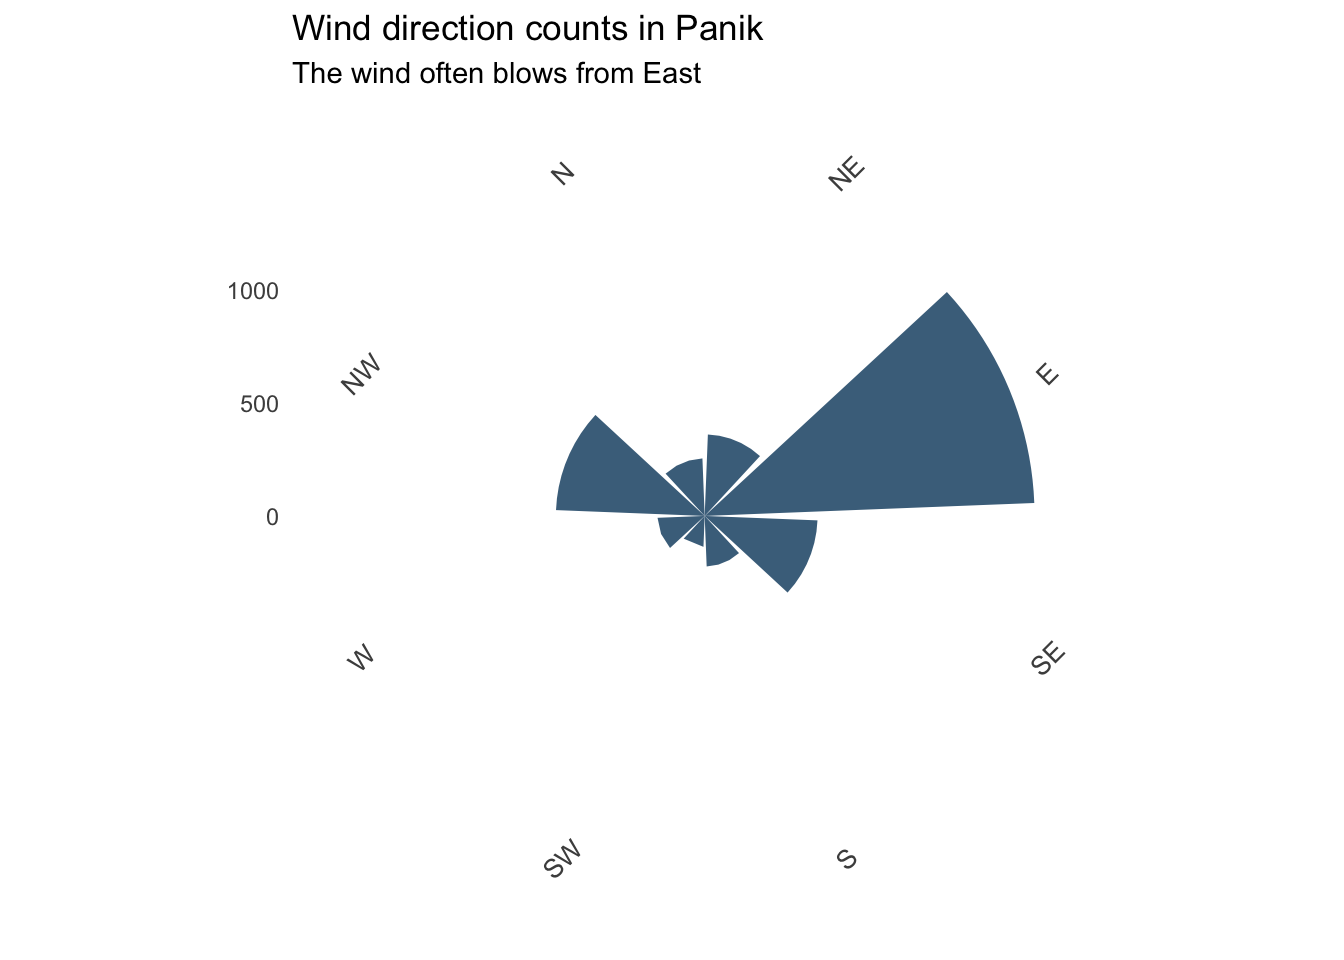 Wind direction counts in Panik
The wind often blows from East
N
NE
1000
NW
E
500
0
W
SE
SW
S